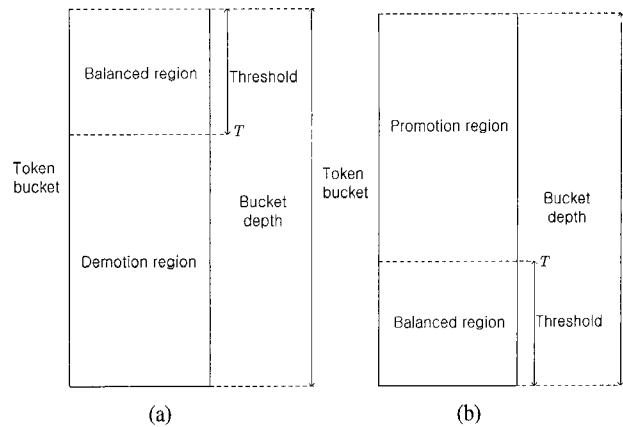 Balanced region
Threshold
T
Token
bucket
Bucket
depth
Demotion region
(a)
Promotion region
Token
bucket
Bucket
depth
T
Balanced region
Threshold
(b)